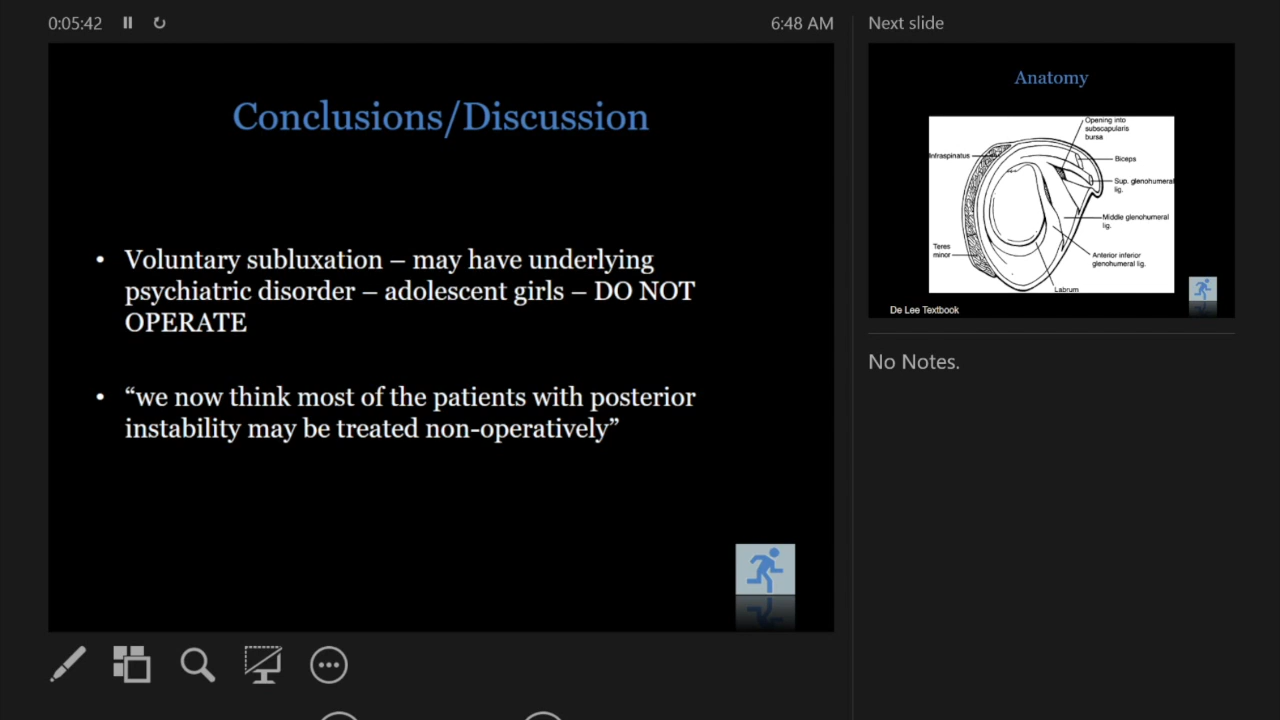 0:05:42
6:48 AM
Next slide
Conclusions/Discussion
• Voluntary subluxation – may have underlying
psychiatric disorder – adolescent girls – DO NOT
OPERATE
• “we now think most of the patients with posterior
instability may be treated non-operatively”
Anatomy
Opening into
subscapularis
bursa
Infraspinatus
Biceps
Sup. glenohumeral
lig.
Middle glenohumeral
lig.
Teres
minor
Anterior inferior
glenohumeral lig.
Labrum
De Lee Textbook
No Notes.